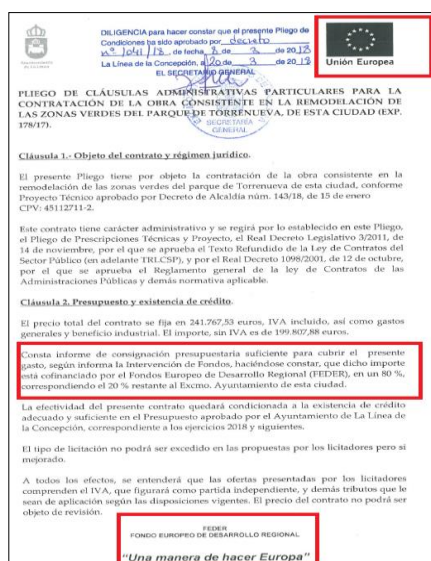 DILIGENCIA para hacer constar que el presente Pliego de
Condiciones ha sido aprobado por decreto
nº 1041/18, de fecha 8 de 3 de 2018
La Línea de la Concepción, a 20 de 3 de 2018
EL SECRETARIO GENERAL
Unión Europea
SECRETARÍA
GENERAL
PLIEGO DE CLÁUSULAS ADMINISTRATIVAS PARTICULARES PARA LA
CONTRATACIÓN DE LA OBRA CONSISTENTE EN LA REMODELACIÓN DE
LAS ZONAS VERDES DEL PARQUE DE TORRENUEVA, DE ESTA CIUDAD (EXP.
178/17).
Cláusula 1.- Objeto del contrato y régimen jurídico.
El presente Pliego tiene por objeto la contratación de la obra consistente en la
remodelación de las zonas verdes del parque de Torrenueva de esta ciudad, conforme
Proyecto Técnico aprobado por Decreto de Alcaldía núm. 143/18, de 15 de enero
CPV: 45112711-2.
Este contrato tiene carácter administrativo y se regirá por lo establecido en este Pliego,
el Pliego de Prescripciones Técnicas y Proyecto, el Real Decreto Legislativo 3/2011, de
14 de noviembre, por el que se aprueba el Texto Refundido de la Ley de Contratos del
Sector Público (en adelante TRLCSP), y por el Real Decreto 1098/2001, de 12 de octubre,
por el que se aprueba el Reglamento general de la ley de Contratos de las
Administraciones Públicas y demás normativa aplicable.
Cláusula 2. Presupuesto y existencia de crédito.
El precio total del contrato se fija en 241.767,53 euros, IVA incluido, así como gastos
generales y beneficio industrial. El importe, sin IVA es de 199.807,88 euros.
Consta informe de consignación presupuestaria suficiente para cubrir el presente
gasto, según informa la Intervención de Fondos, haciéndose constar, que dicho importe
está cofinanciado por el Fondos Europeo de Desarrollo Regional (FEDER), en un 80 %,
correspondiendo el 20 % restante al Excmo. Ayuntamiento de esta ciudad.
La efectividad del presente contrato quedará condicionada a la existencia de crédito
adecuado y suficiente en el Presupuesto aprobado por el Ayuntamiento de La Línea de
la Concepción, correspondiente a los ejercicios 2018 y siguientes.
El tipo de licitación no podrá ser excedido en las propuestas por los licitadores pero si
mejorado.
A todos los efectos, se entenderá que las ofertas presentadas por los licitadores
comprenden el IVA, que figurará como partida independiente, y demás tributos que le
sean de aplicación según las disposiciones vigentes. El precio del contrato no podrá ser
objeto de revisión.
FEDER
FONDO EUROPEO DE DESARROLLO REGIONAL
"Una manera de hacer Europa"